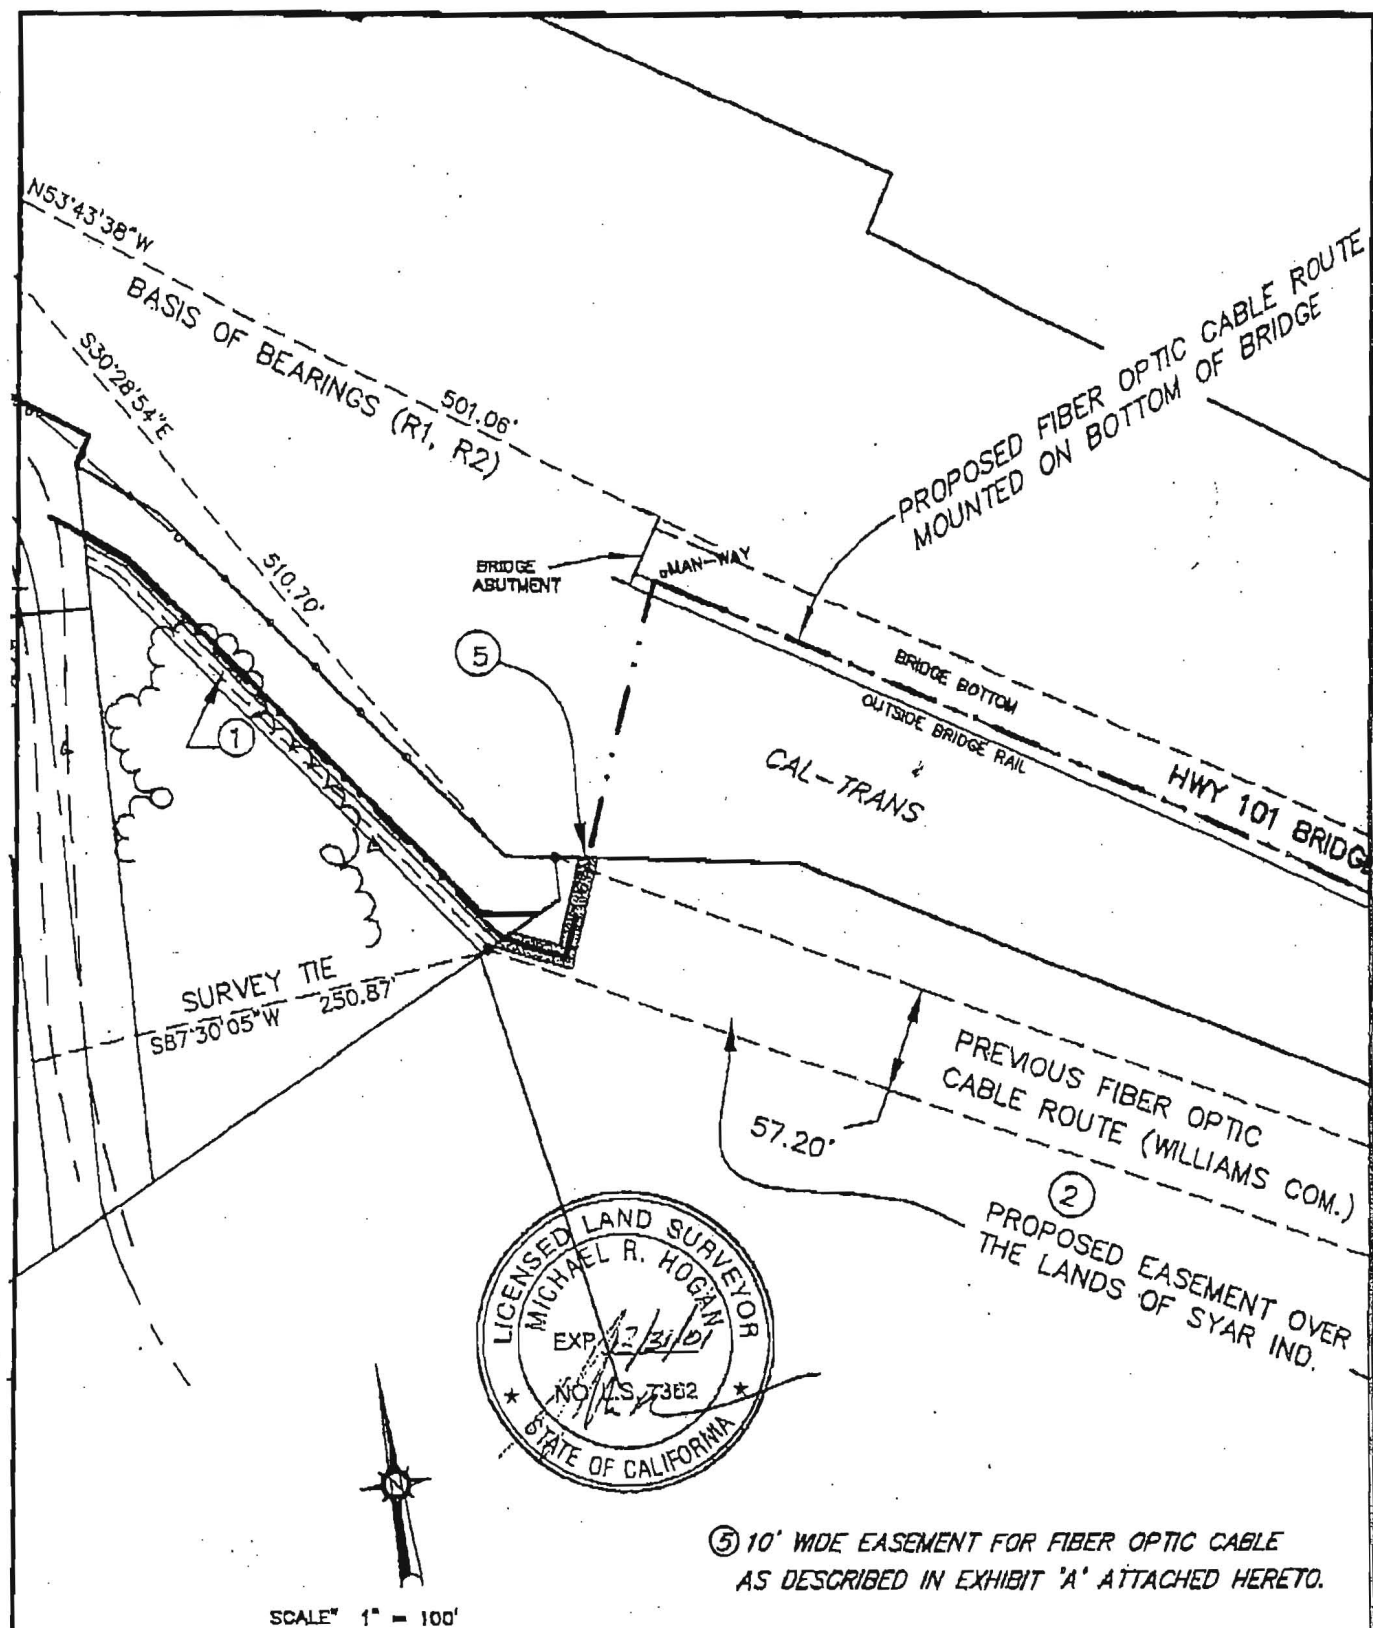 N53°43'38"W
BASIS OF BEARINGS (R1, R2)
501.06'
S30°28'54"E
510.70'
PROPOSED FIBER OPTIC CABLE ROUTE
MOUNTED ON BOTTOM OF BRIDGE
BRIDGE
ABUTMENT
MAN-WAY
5
1
BRIDGE BOTTOM
OUTSIDE BRIDGE RAIL
CAL-TRANS
HWY 101 BRIDG
SURVEY TIE
S87°30'05"W 250.87'
57.20'
PREVIOUS FIBER OPTIC
CABLE ROUTE (WILLIAMS COM.)
2
PROPOSED EASEMENT OVER
THE LANDS OF SYAR IND.
LICENSED LAND SURVEYOR
MICHAEL R. HOGAN
EXP
NO. L.S. 7362
STATE OF CALIFORNIA
N
5 10' WIDE EASEMENT FOR FIBER OPTIC CABLE
AS DESCRIBED IN EXHIBIT 'A' ATTACHED HERETO.
SCALE" 1" = 100'